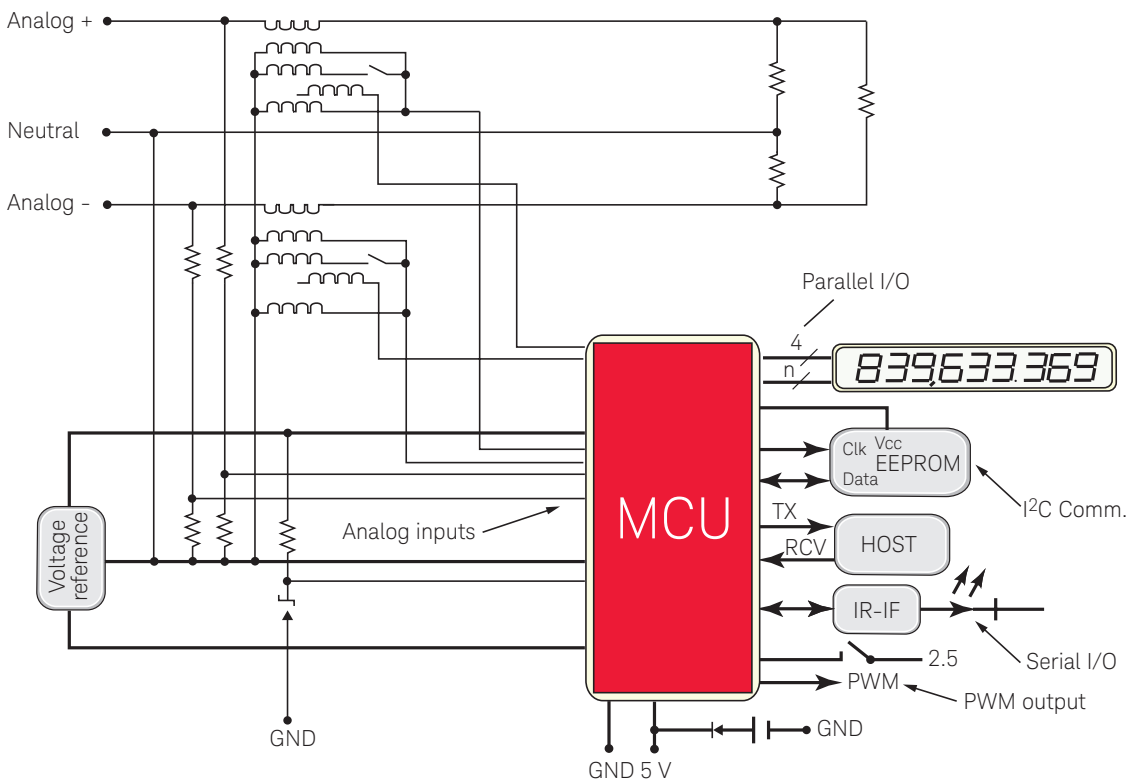 Analog +
Neutral
Analog -
Parallel I/O
4
n
839,633.369
Clk
Vcc
EEPROM
Data
I²C Comm.
MCU
Analog inputs
TX
RCV
HOST
Voltage
reference
IR-IF
Serial I/O
2.5
PWM
PWM output
GND
GND
GND 5 V